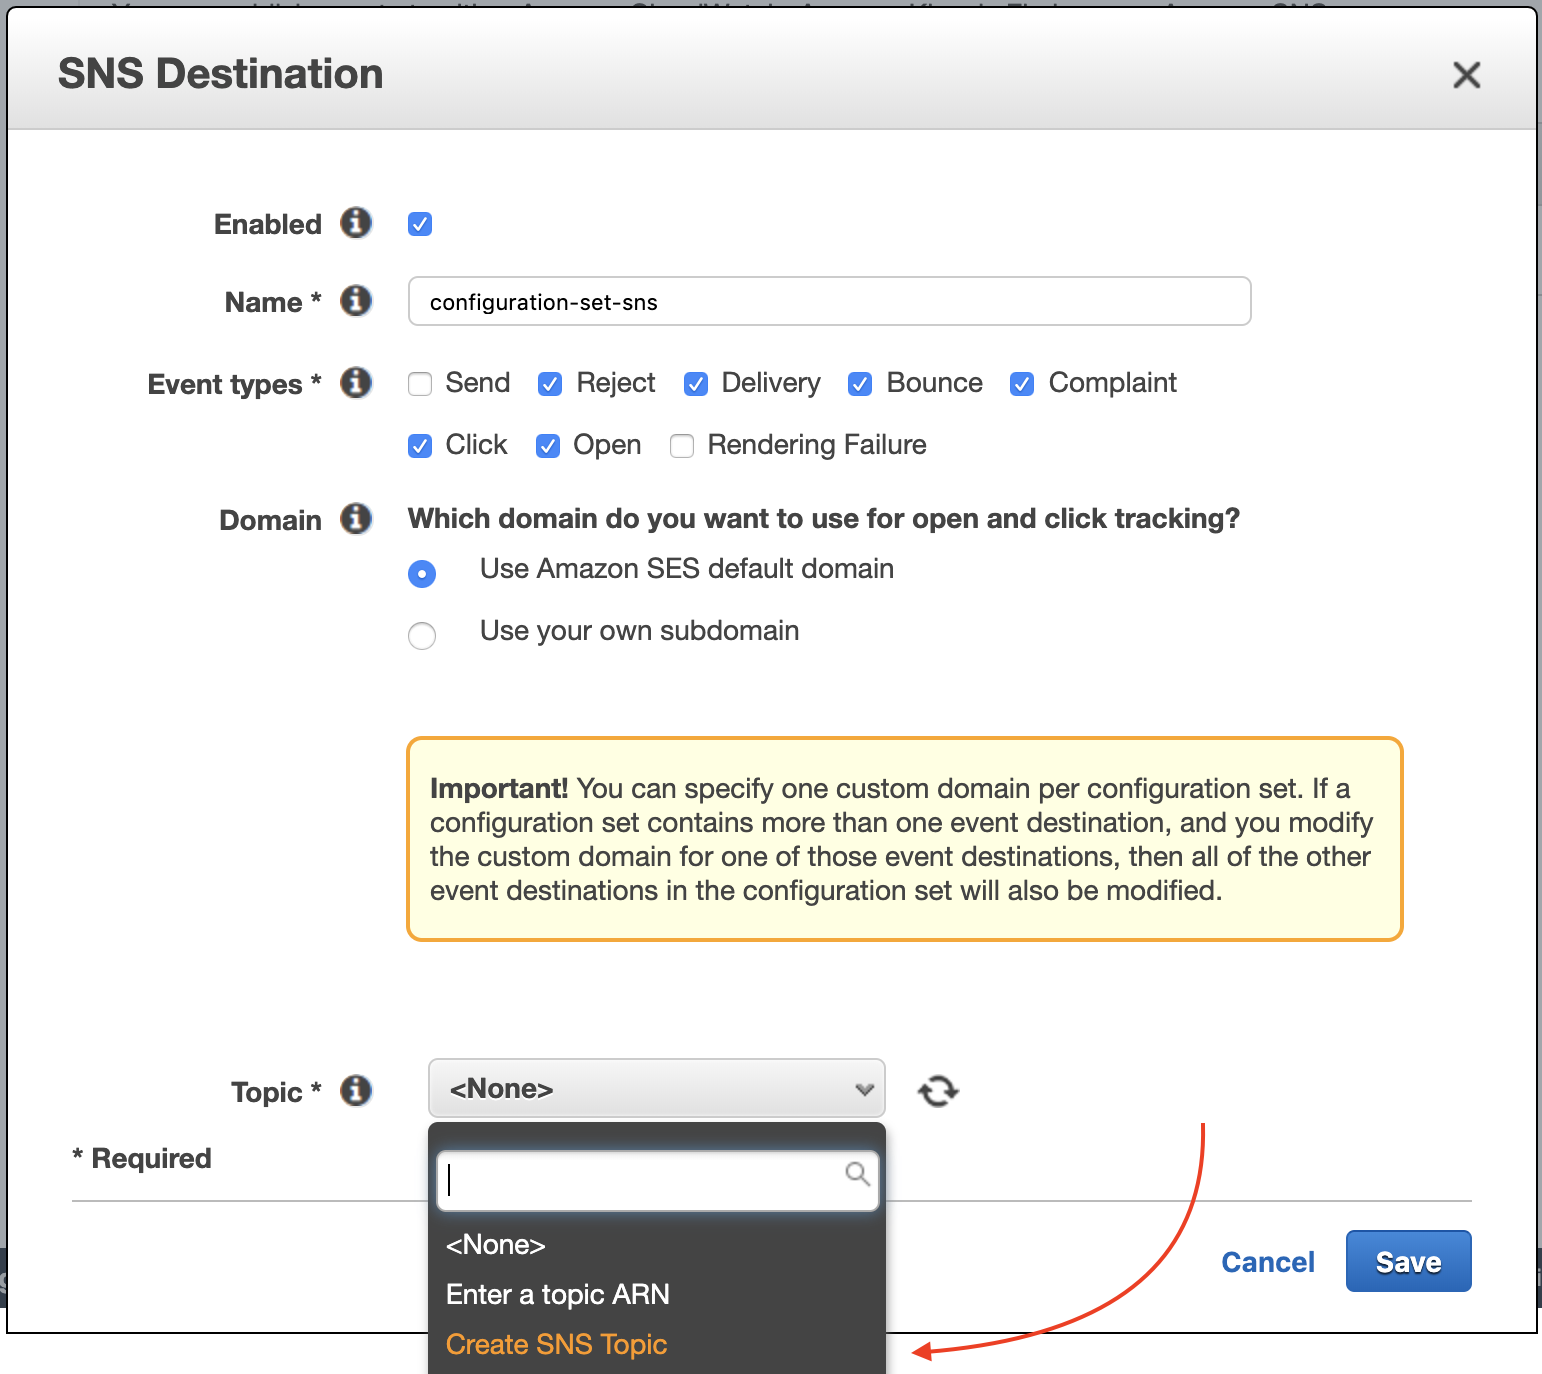 SNS Destination
Enabled
Name *
configuration-set-sns
Event types *
Send Reject Delivery Bounce Complaint
Click Open Rendering Failure
Domain
Which domain do you want to use for open and click tracking?
Use Amazon SES default domain
Use your own subdomain
Important! You can specify one custom domain per configuration set. If a
configuration set contains more than one event destination, and you modify
the custom domain for one of those event destinations, then all of the other
event destinations in the configuration set will also be modified.
Topic *
<None>
* Required
<None>
Enter a topic ARN
Create SNS Topic
Cancel
Save